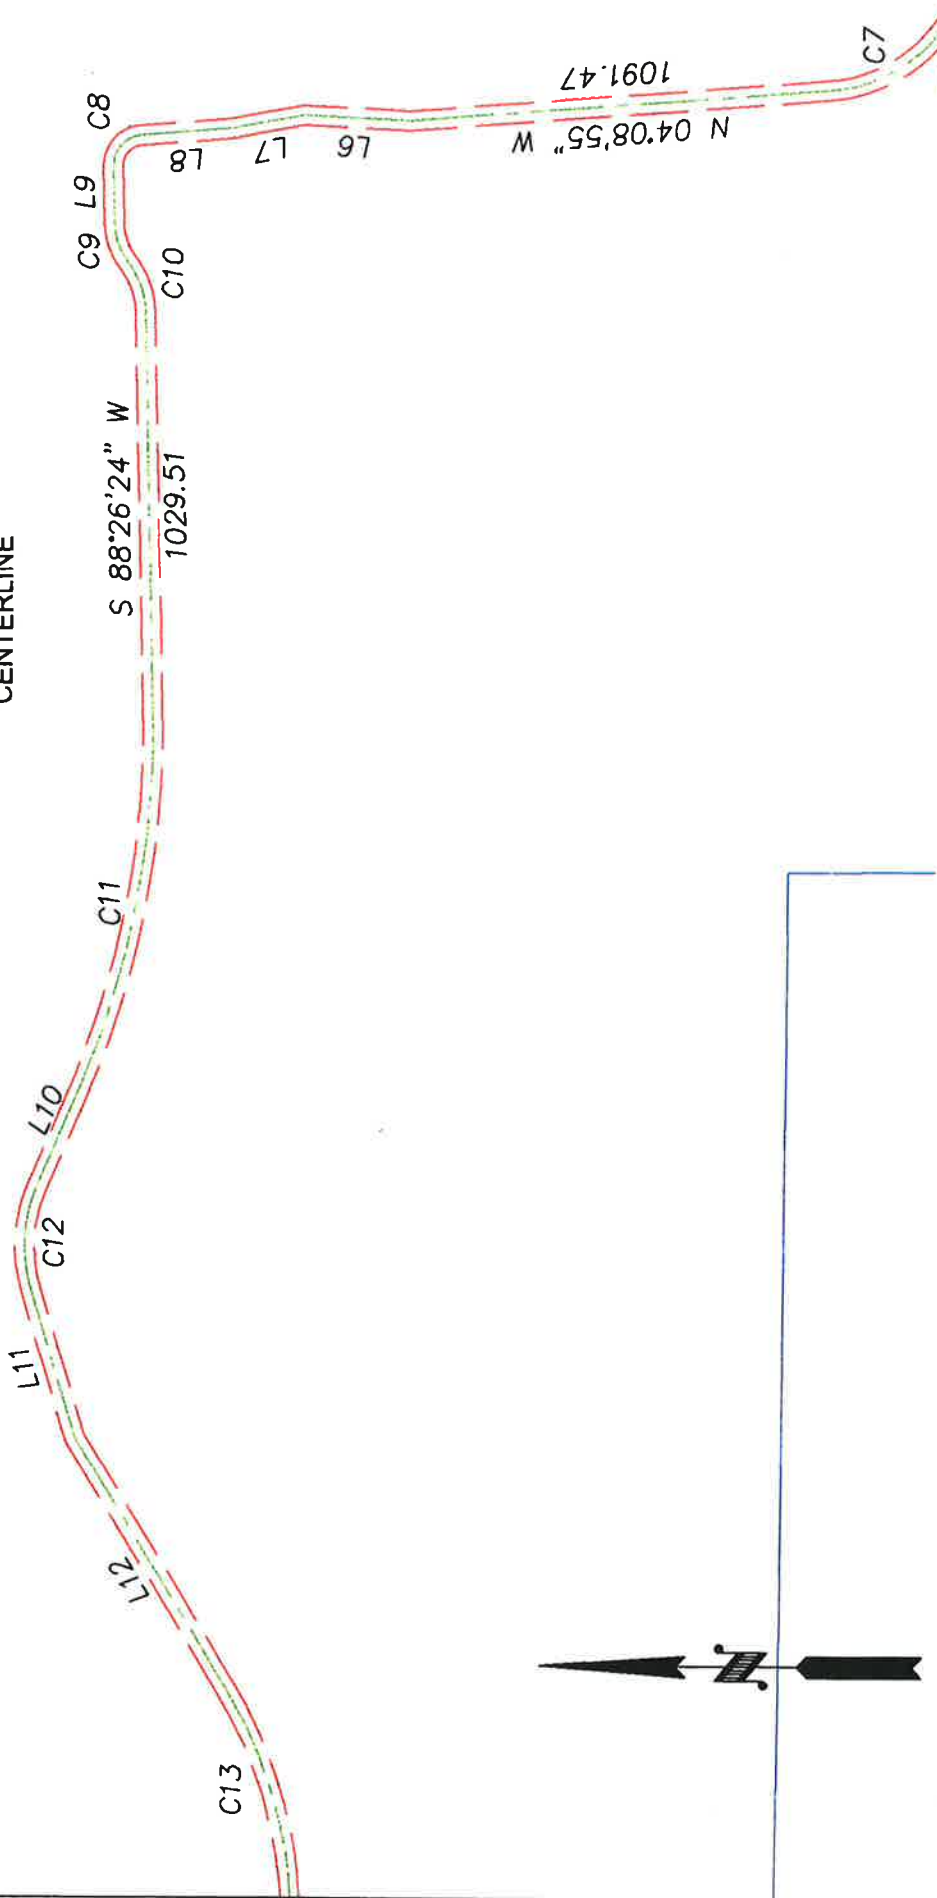 CENTERLINE
C8
L9
C9
C10
L8
L7
L6
N 04°08'55" W
1091.47
C7
S 88°26'24" W
1029.51
C11
L10
C12
L11
L12
C13
N